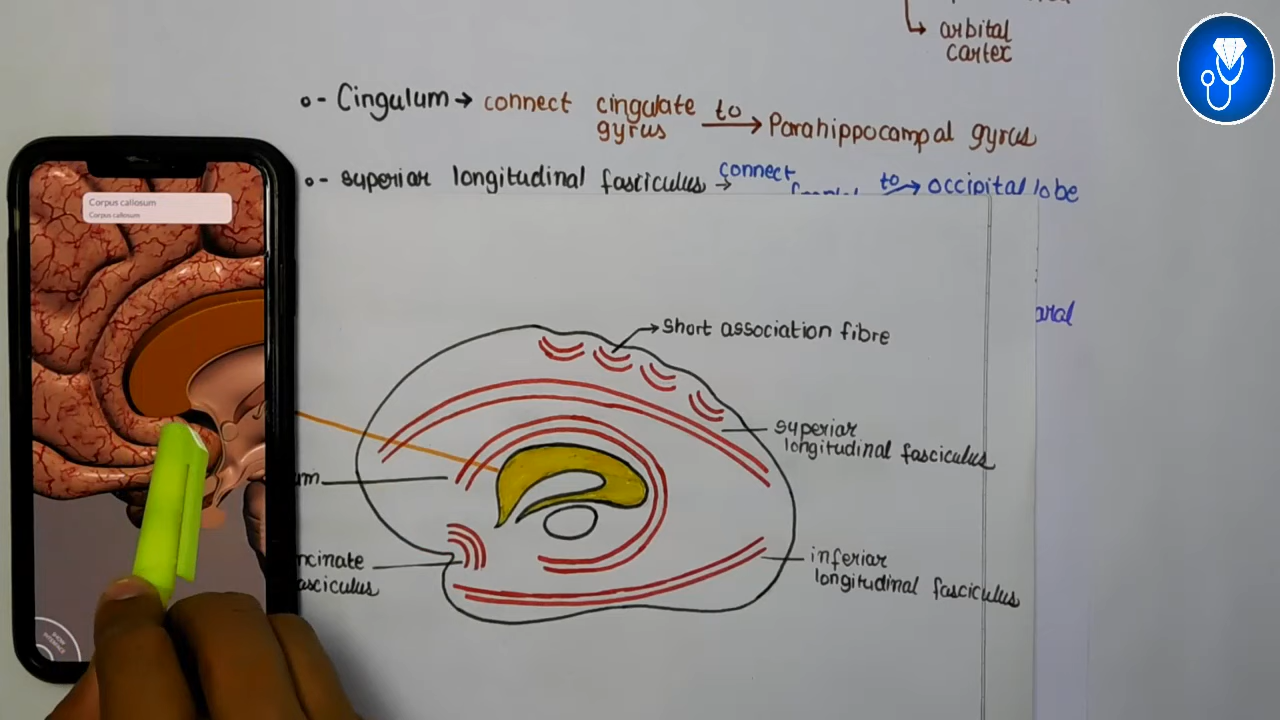 arbital
cartex
o- Cingulum → connect cingulate to Parahippocampal gyrus
gyrus
o- superiar longitudinal fasciculus → connect to occipital lobe
Corpus callosum
Corpus callosum
aral
short association fibre
superiar
longitudinal fasciculus
um
ncinate
asciculus
inferiar
longitudinal fasciculus